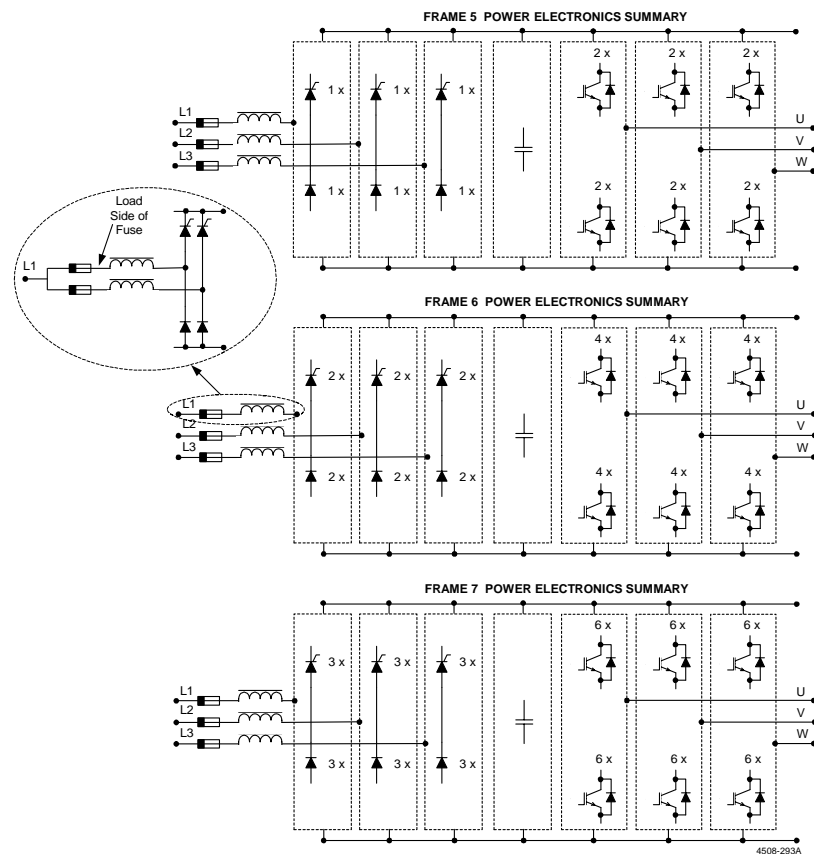 FRAME 5 POWER ELECTRONICS SUMMARY
2 x 2 x 2 x
1 x 1 x 1 x
L1
L2
L3
U
V
W
1 x 1 x 1 x
2 x 2 x 2 x
Load
Side of
Fuse
L1
FRAME 6 POWER ELECTRONICS SUMMARY
4 x 4 x 4 x
2 x 2 x 2 x
L1
L2
L3
U
V
W
2 x 2 x 2 x
4 x 4 x 4 x
FRAME 7 POWER ELECTRONICS SUMMARY
6 x 6 x 6 x
3 x 3 x 3 x
L1
L2
L3
U
V
W
3 x 3 x 3 x
6 x 6 x 6 x
4508-293A